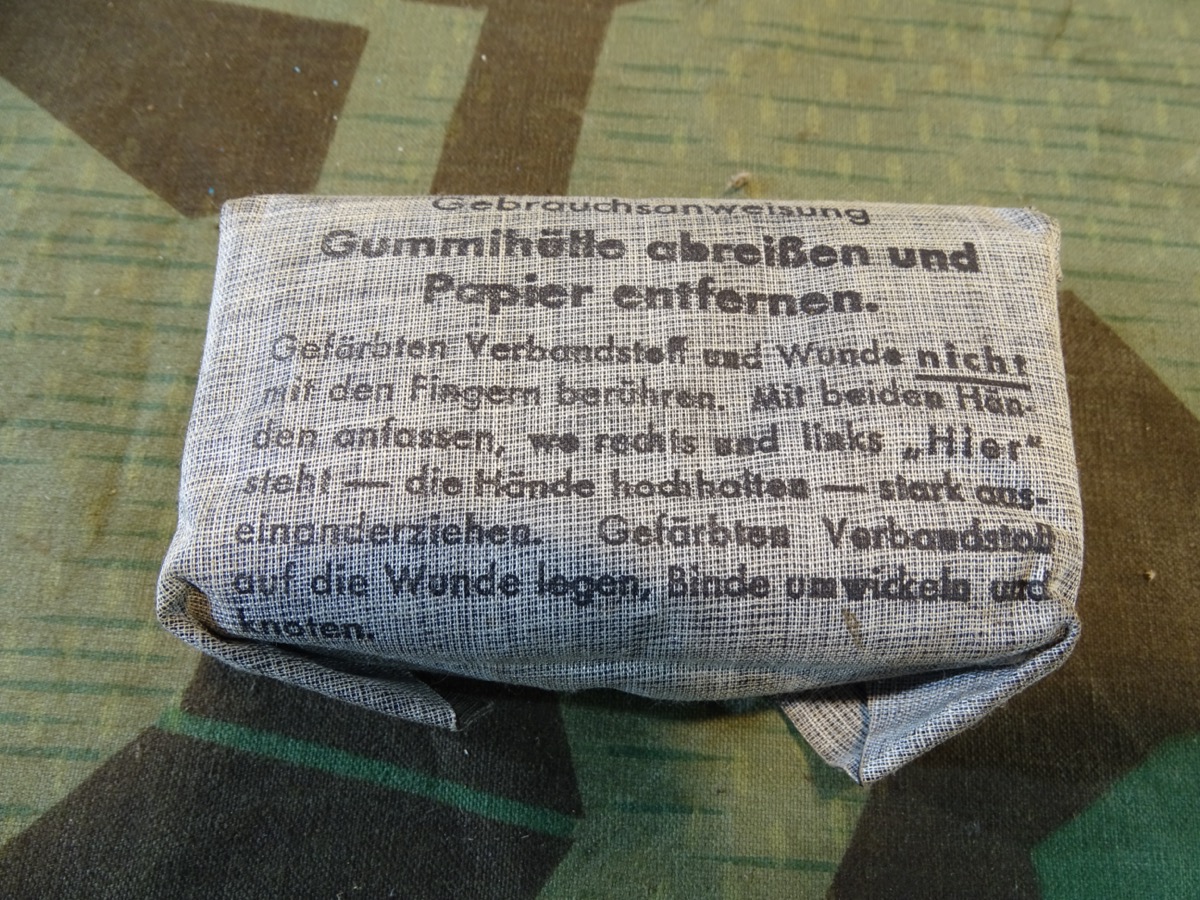 Gebrauchsanweisung
Gummihülle abreißen und
Papier entfernen.
Gefärbten Verbandstoff und Wunde nicht
mit den Fingern berühren. Mit beiden Hän-
den anfassen, wo rechts und links „Hier“
steht — die Hände hochhalten — stark aus-
einanderziehen. Gefärbten Verbandstoff
auf die Wunde legen, Binde umwickeln und
knoten.